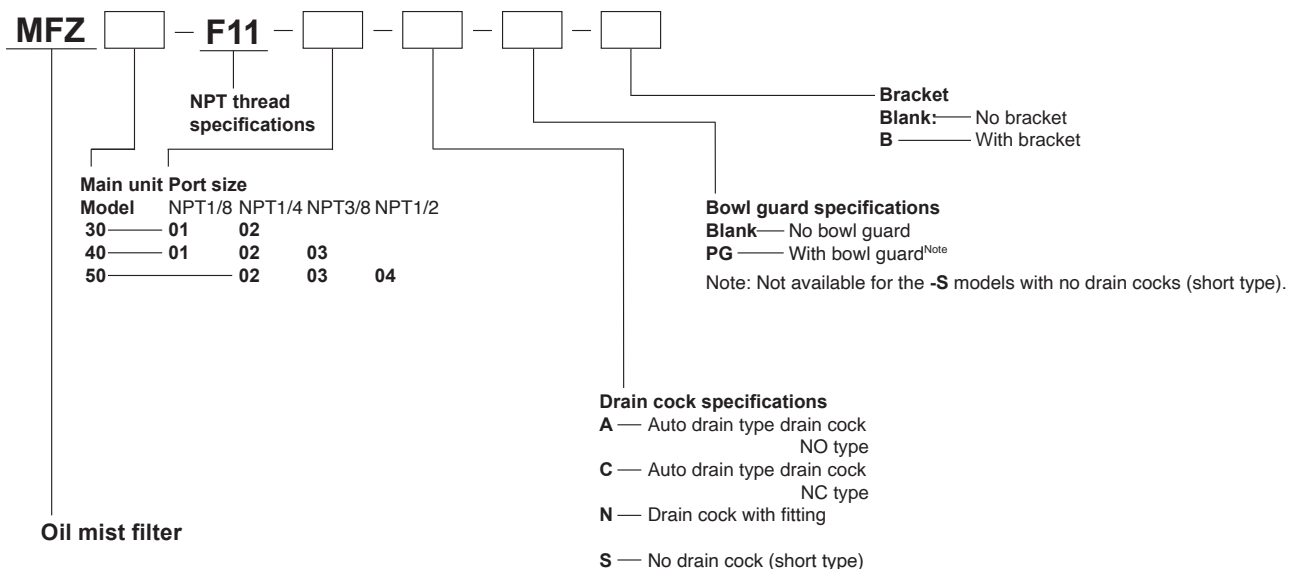 MFZ – F11 – – – –
NPT thread
specifications
Main unit Port size
Model NPT1/8 NPT1/4 NPT3/8 NPT1/2
30 01 02
40 01 02 03
50 02 03 04
Oil mist filter
Drain cock specifications
A — Auto drain type drain cock
NO type
C — Auto drain type drain cock
NC type
N — Drain cock with fitting
S — No drain cock (short type)
Bowl guard specifications
Blank — No bowl guard
PG — With bowl guardNote
Note: Not available for the -S models with no drain cocks (short type).
Bracket
Blank: — No bracket
B — With bracket